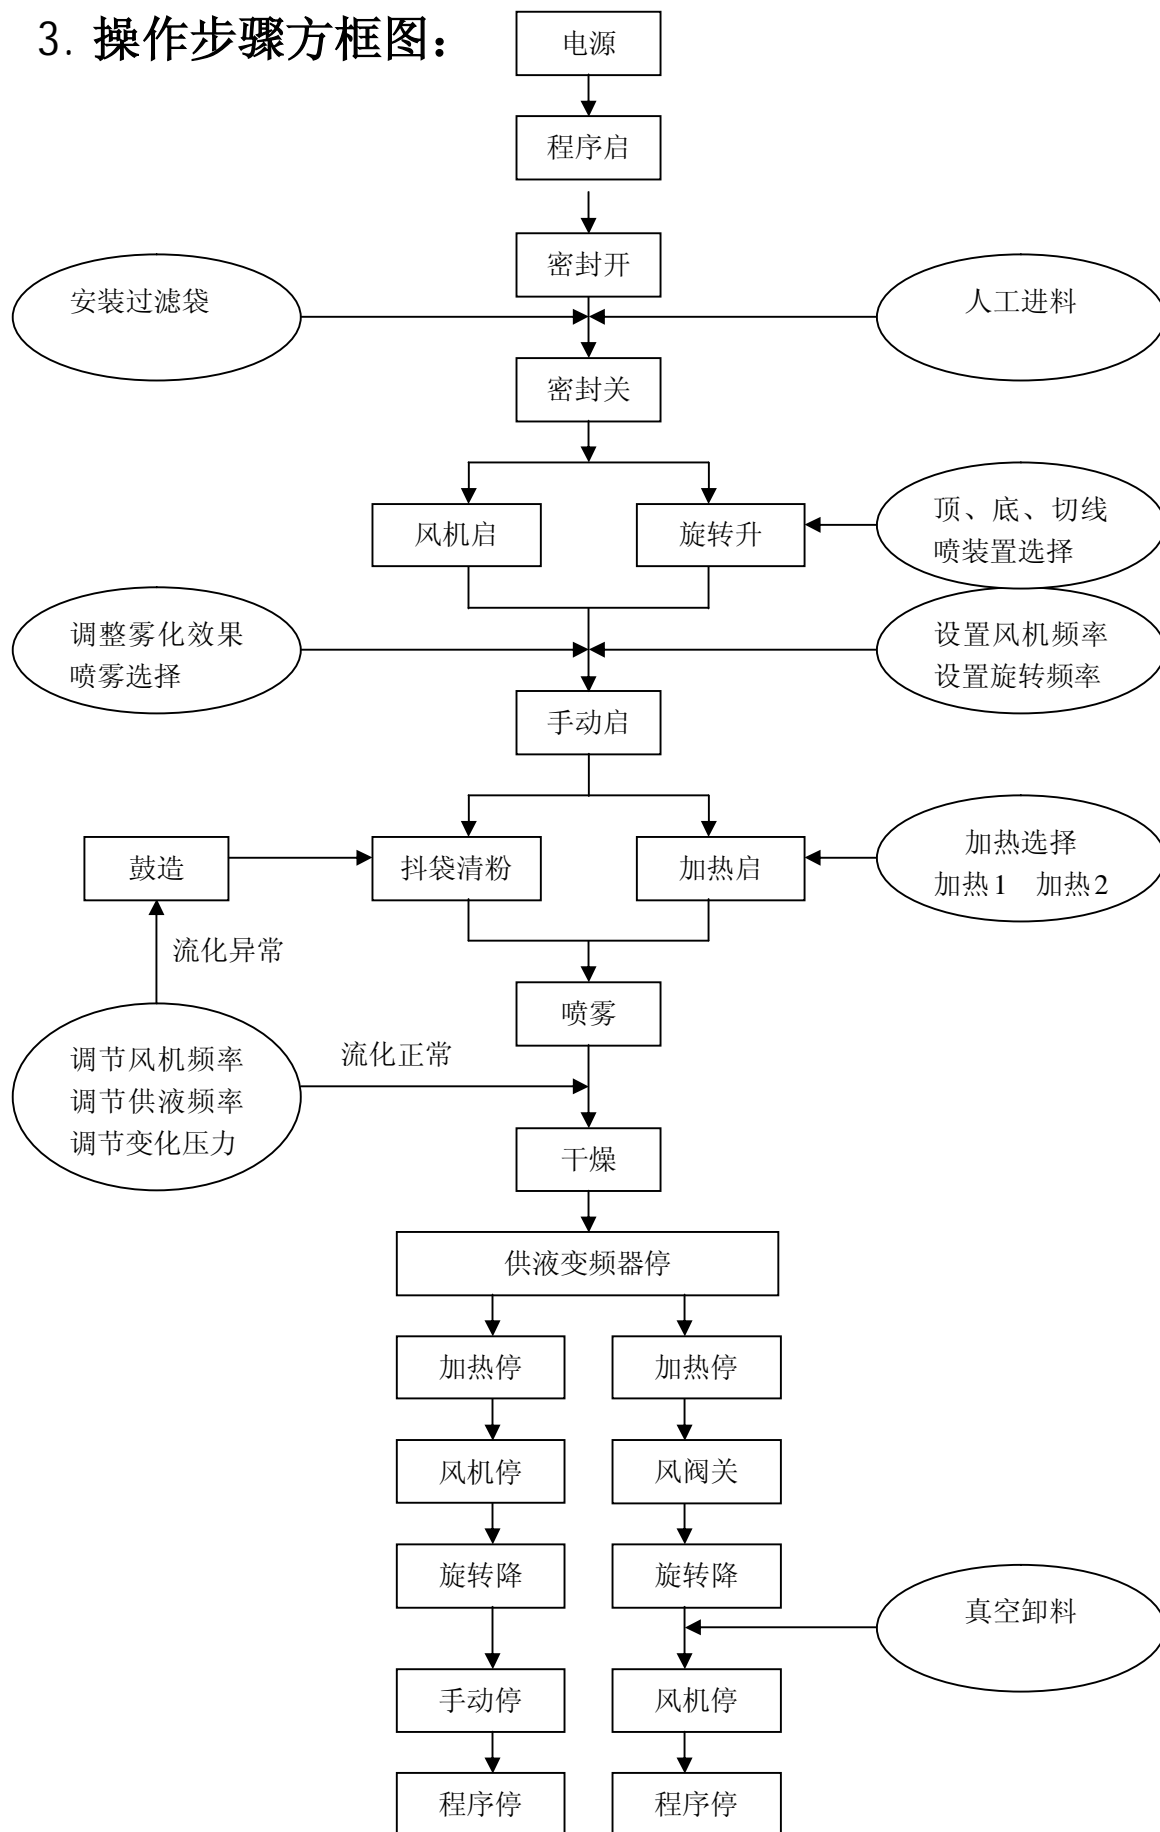 3. 操作步骤方框图：
电源
程序启
密封开
安装过滤袋
人工进料
密封关
风机启
旋转升
顶、底、切线
喷装置选择
调整雾化效果
喷雾选择
设置风机频率
设置旋转频率
手动启
鼓造
抖袋清粉
加热启
加热选择
加热1 加热2
流化异常
喷雾
调节风机频率
调节供液频率
调节变化压力
流化正常
干燥
供液变频器停
加热停
加热停
风机停
风阀关
旋转降
旋转降
真空卸料
手动停
风机停
程序停
程序停